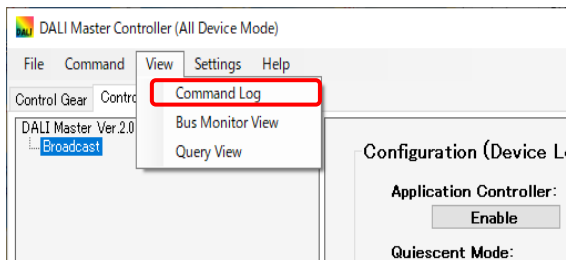 DALI Master Controller (All Device Mode)
File Command View Settings Help
Command Log
Bus Monitor View
Query View
Control Gear
DALI Master Ver.2.0
Broadcast
Configuration (Device
Application Controller:
Enable
Quiescent Mode: